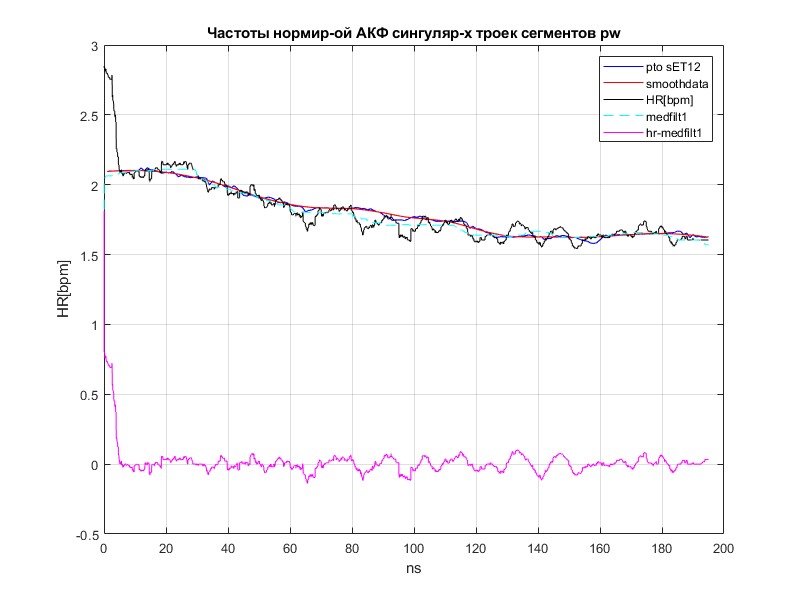 Частоты нормир-ой АКФ сингуляр-х троек сегментов pw
3
2.5
2
1.5
1
0.5
0
-0.5
HR[bpm]
pto sET12
smoothdata
HR[bpm]
medfilt1
hr-medfilt1
0 20 40 60 80 100 120 140 160 180 200
ns